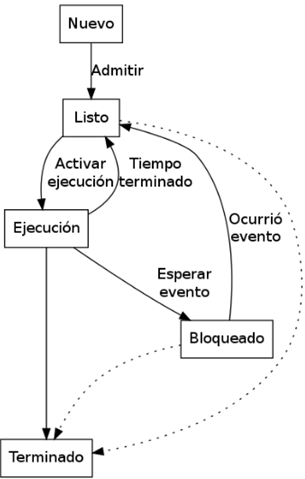 Nuevo
Admitir
Listo
Activar
ejecución
Tiempo
terminado
Ejecución
Ocurrió
evento
Esperar
evento
Bloqueado
Terminado